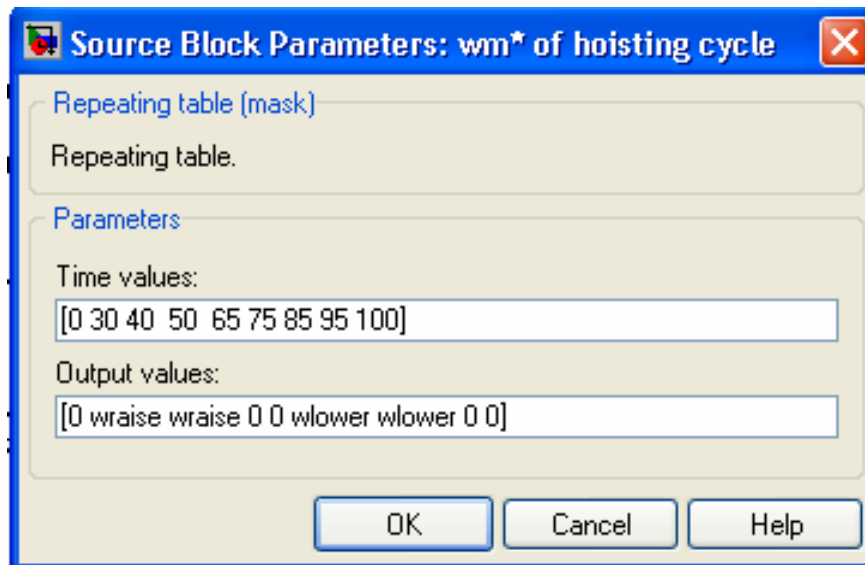 Source Block Parameters: wm* of hoisting cycle
Repeating table (mask)
Repeating table.
Parameters
Time values:
[0 30 40  50  65 75 85 95 100]
Output values:
[0 wraise wraise 0 0 wlower wlower 0 0]
OK Cancel Help